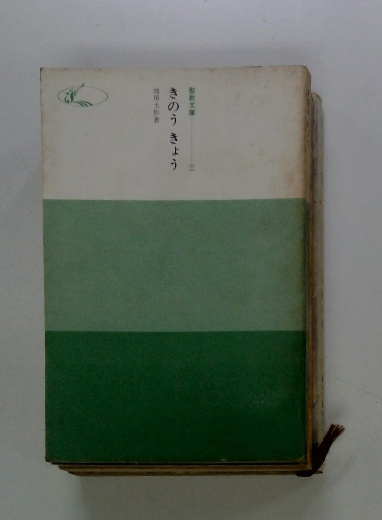 聖教文庫
きのう きょう
池田大作著